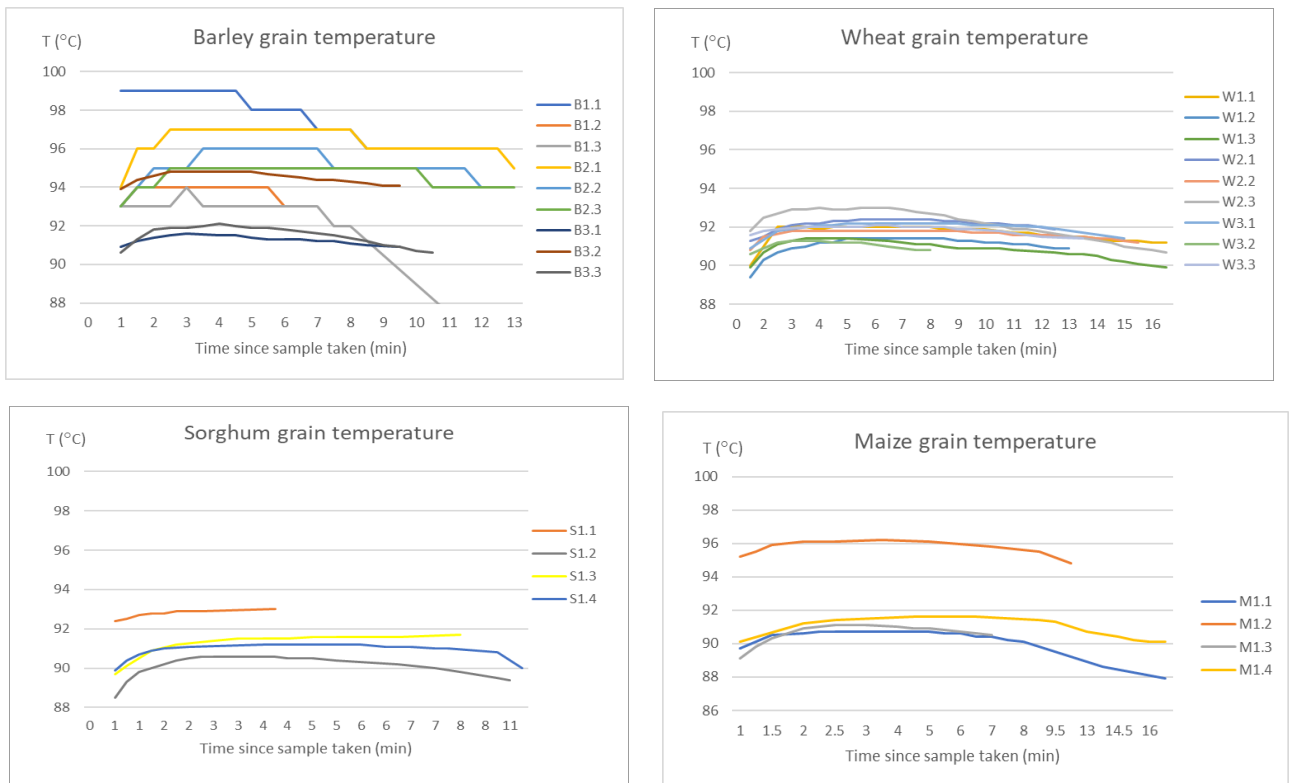 Barley grain temperature
T (°C)
100
98
96
94
92
90
88
0 1 2 3 4 5 6 7 8 9 10 11 12 13
Time since sample taken (min)
B1.1
B1.2
B1.3
B2.1
B2.2
B2.3
B3.1
B3.2
B3.3
Wheat grain temperature
T (°C)
100
98
96
94
92
90
88
0 2 3 4 5 6 7 8 9 10 11 12 13 14 15 16
Time since sample taken (min)
W1.1
W1.2
W1.3
W2.1
W2.2
W2.3
W3.1
W3.2
W3.3
Sorghum grain temperature
T (°C)
100
98
96
94
92
90
88
0 1 1 2 2 3 3 4 4 5 5 6 6 7 7 8 8 11
Time since sample taken (min)
S1.1
S1.2
S1.3
S1.4
Maize grain temperature
T (°C)
100
98
96
94
92
90
88
86
1 1.5 2 2.5 3 4 5 6 7 8 9.5 13 14.5 16
Time since sample taken (min)
M1.1
M1.2
M1.3
M1.4